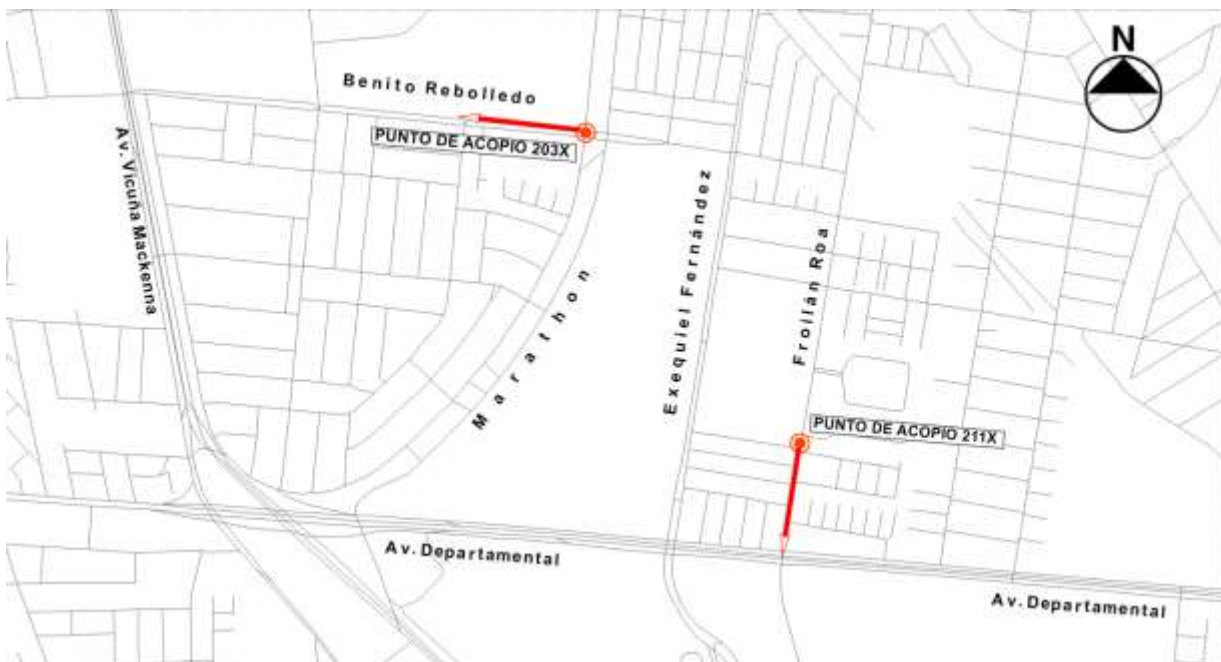 N
Benito Rebolledo
PUNTO DE ACOPIO 203X
Av. Vicuña Mackenna
Marathon
Exequiel Fernández
Froilán Roa
PUNTO DE ACOPIO 211X
Av. Departamental
Av. Departamental